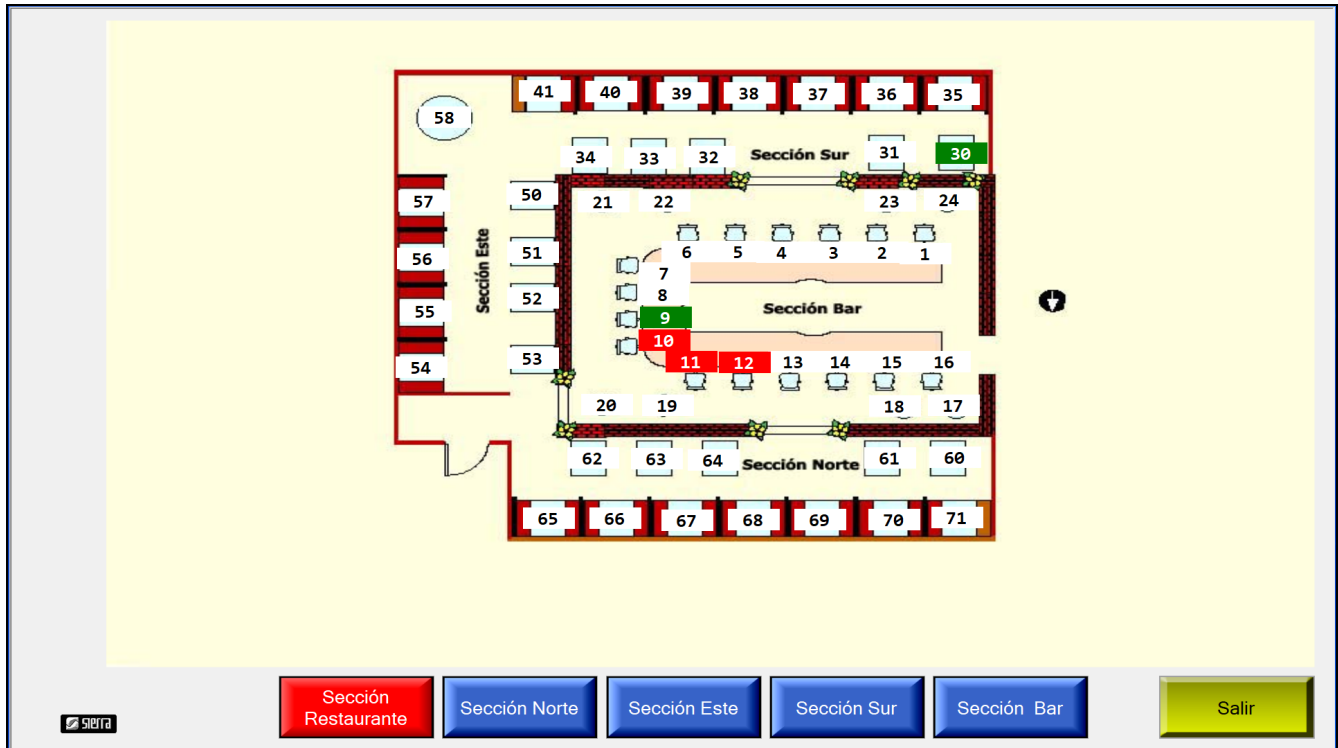 41 40 39 38 37 36 35
58
34 33 32 Sección Sur 31 30
57 50 21 22 23 24
56 51 6 5 4 3 2 1
Sección Este
7
55 52 8
9 Sección Bar
10
54 53 11 12 13 14 15 16
20 19 18 17
62 63 64 Sección Norte 61 60
65 66 67 68 69 70 71
Sección
Restaurante
Sección Norte
Sección Este
Sección Sur
Sección Bar
Salir
sierra